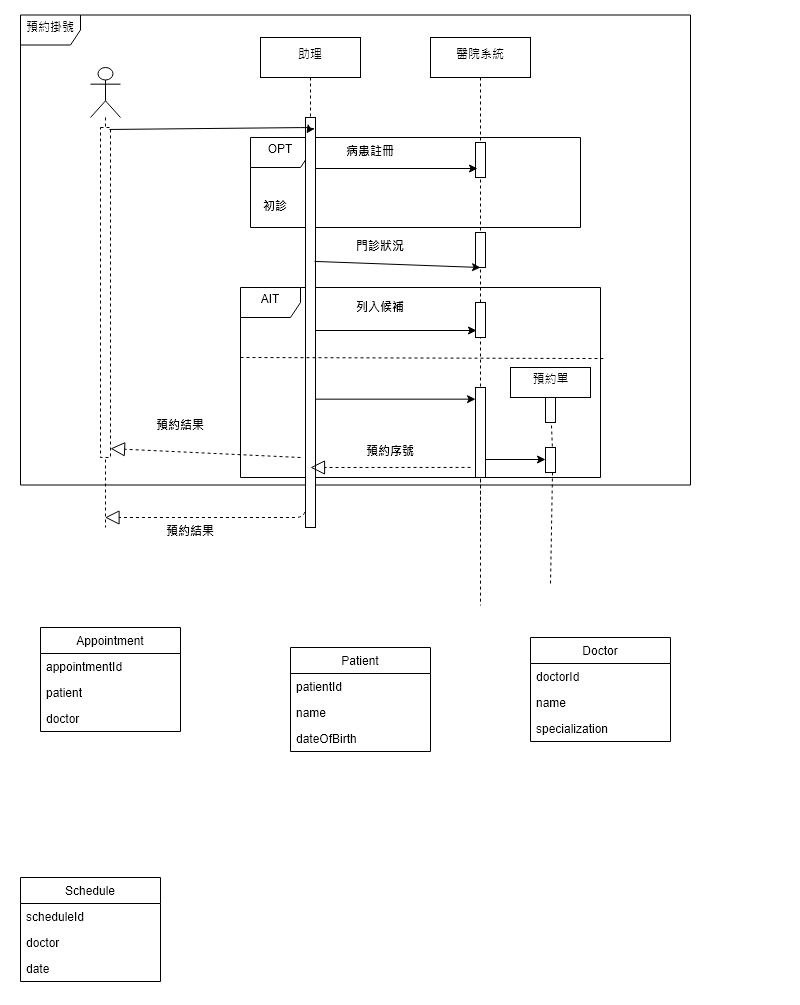 預約掛號
助理
醫院系統
OPT
病患註冊
初診
門診狀況
AIT
列入候補
預約單
預約結果
預約序號
預約結果
Appointment
appointmentId
patient
doctor
Patient
patientId
name
dateOfBirth
Doctor
doctorId
name
specialization
Schedule
scheduleId
doctor
date